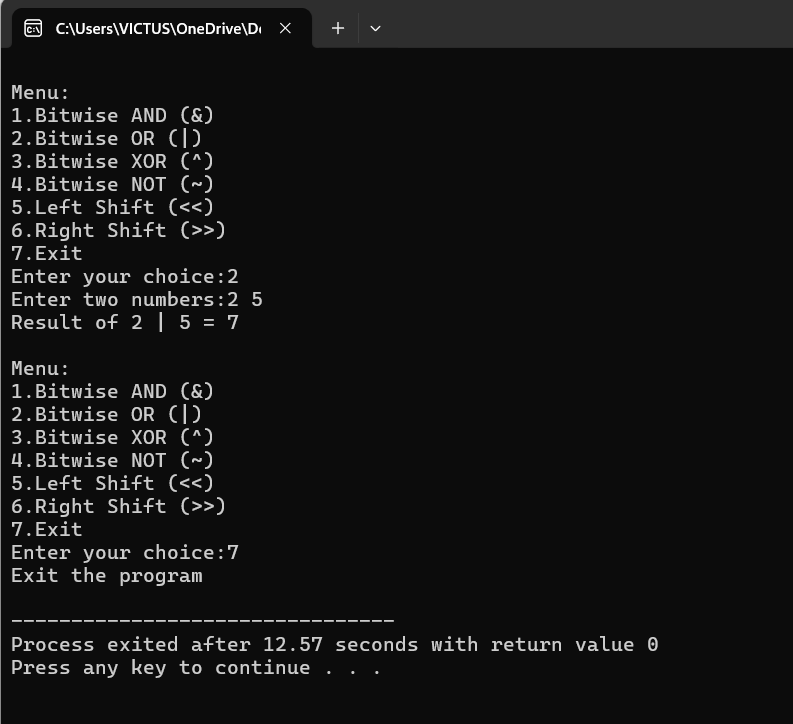 C:\Users\VICTUS\OneDrive\De
Menu:
1.Bitwise AND (&)
2.Bitwise OR (|)
3.Bitwise XOR (^)
4.Bitwise NOT (~)
5.Left Shift (<<)
6.Right Shift (>>)
7.Exit
Enter your choice:2
Enter two numbers:2 5
Result of 2 | 5 = 7
Menu:
1.Bitwise AND (&)
2.Bitwise OR (|)
3.Bitwise XOR (^)
4.Bitwise NOT (~)
5.Left Shift (<<)
6.Right Shift (>>)
7.Exit
Enter your choice:7
Exit the program
--------------------------------
Process exited after 12.57 seconds with return value 0
Press any key to continue . . .